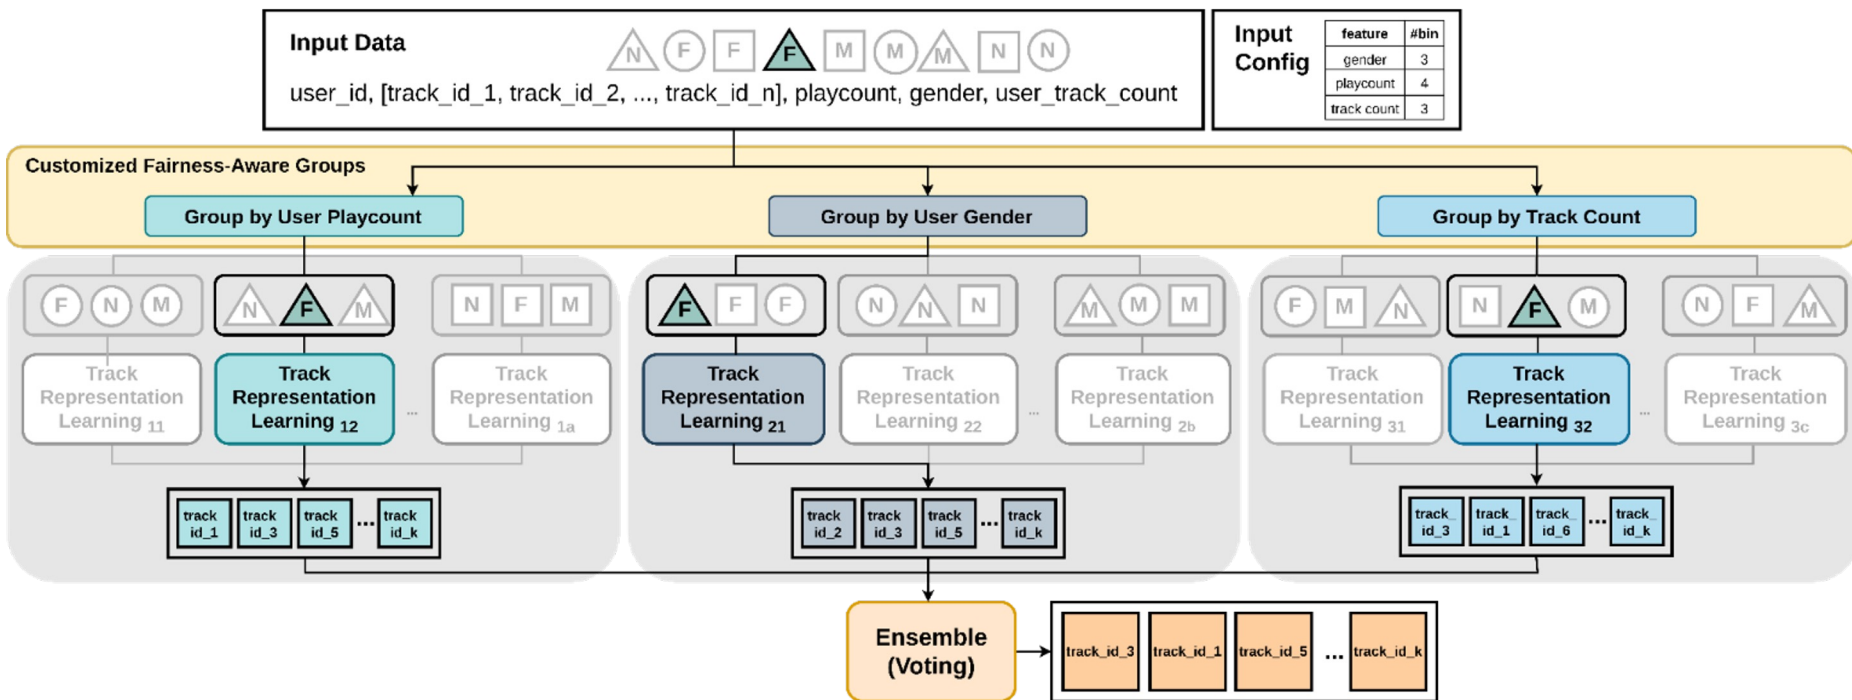 Input Data
N F F F M M M N N
user_id, [track_id_1, track_id_2, ..., track_id_n], playcount, gender, user_track_count
Input
Config
feature #bin
gender 3
playcount 4
track count 3
Customized Fairness-Aware Groups
Group by User Playcount
Group by User Gender
Group by Track Count
F N M
N F M
N F M
F F F
N N N
M M M
F M N
N F M
N F M
Track
Representation
Learning 11
Track
Representation
Learning 12
...
Track
Representation
Learning 1a
Track
Representation
Learning 21
Track
Representation
Learning 22
...
Track
Representation
Learning 2b
Track
Representation
Learning 31
Track
Representation
Learning 32
...
Track
Representation
Learning 3c
track
id_1
track
id_3
track
id_5
...
track
id_k
track
id_2
track
id_3
track
id_5
...
track
id_k
track_
id_3
track_
id_1
track_
id_6
...
track_
id_k
Ensemble
(Voting)
track_id_3 track_id_1 track_id_5 ... track_id_k